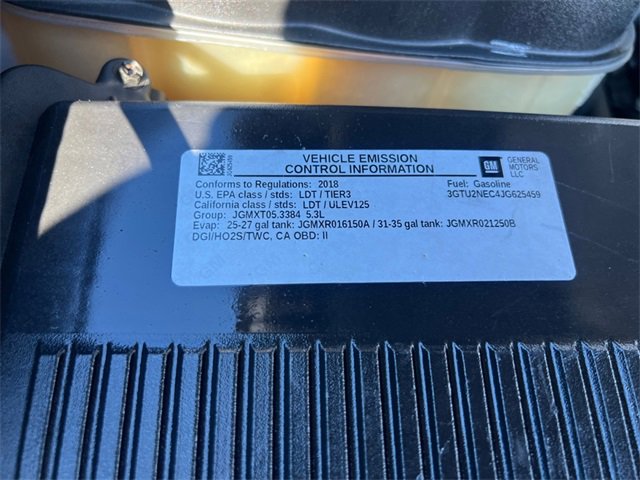 VEHICLE EMISSION
CONTROL INFORMATION
GM
GENERAL
MOTORS
LLC
Conforms to Regulations: 2018
Fuel: Gasoline
U.S. EPA class / stds: LDT / TIER3
3GTU2NEC4JG625459
California class / stds: LDT / ULEV125
Group: JGMXT05.3384 5.3L
Evap: 25-27 gal tank: JGMXR016150A / 31-35 gal tank: JGMXR021250B
DGI/HO2S/TWC, CA OBD: II